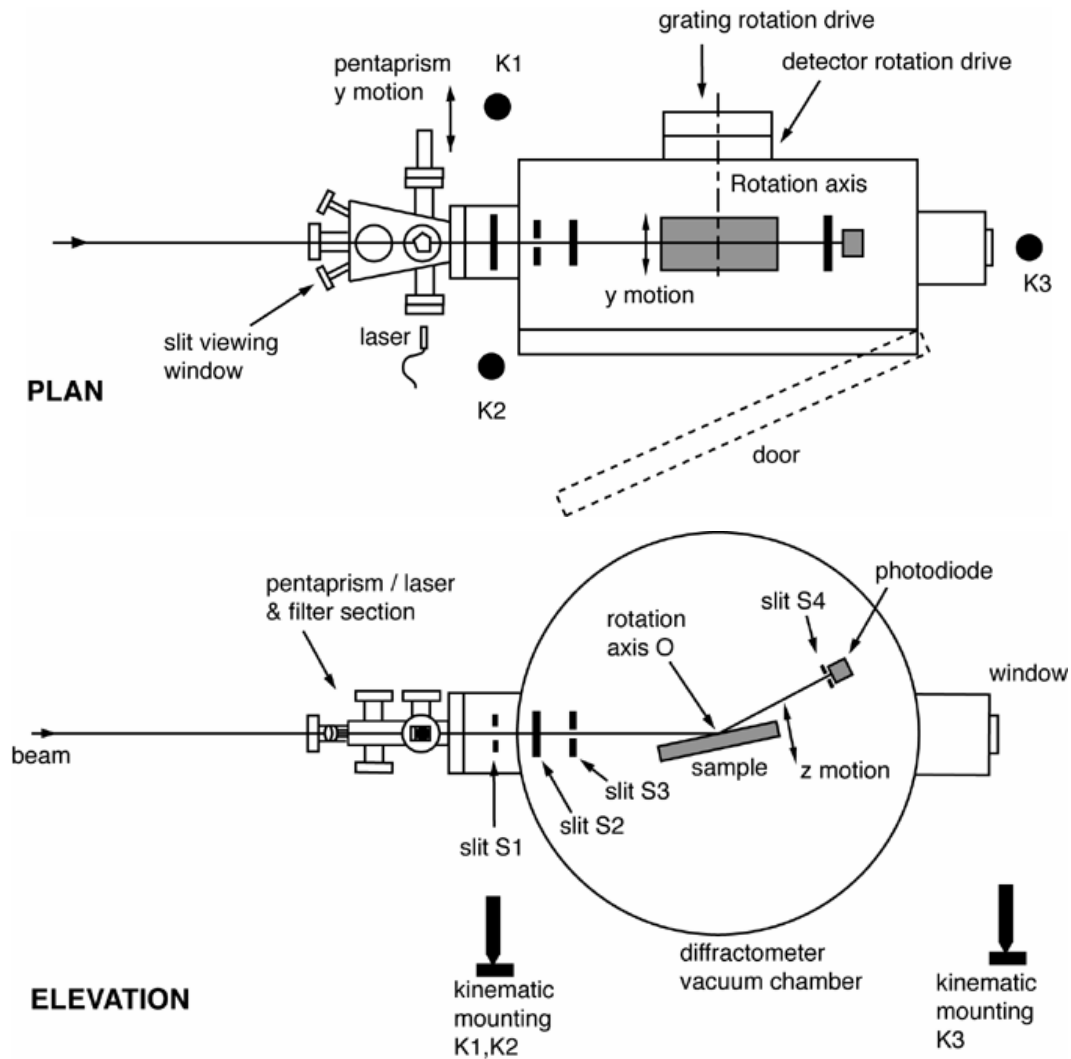 grating rotation drive
detector rotation drive
pentaprism
y motion
K1
Rotation axis
y motion
K3
slit viewing
window
laser
K2
PLAN
door
pentaprism / laser
& filter section
rotation
axis O
slit S4
photodiode
window
beam
sample
z motion
slit S3
slit S2
slit S1
diffractometer
vacuum chamber
kinematic
mounting
K1,K2
kinematic
mounting
K3
ELEVATION